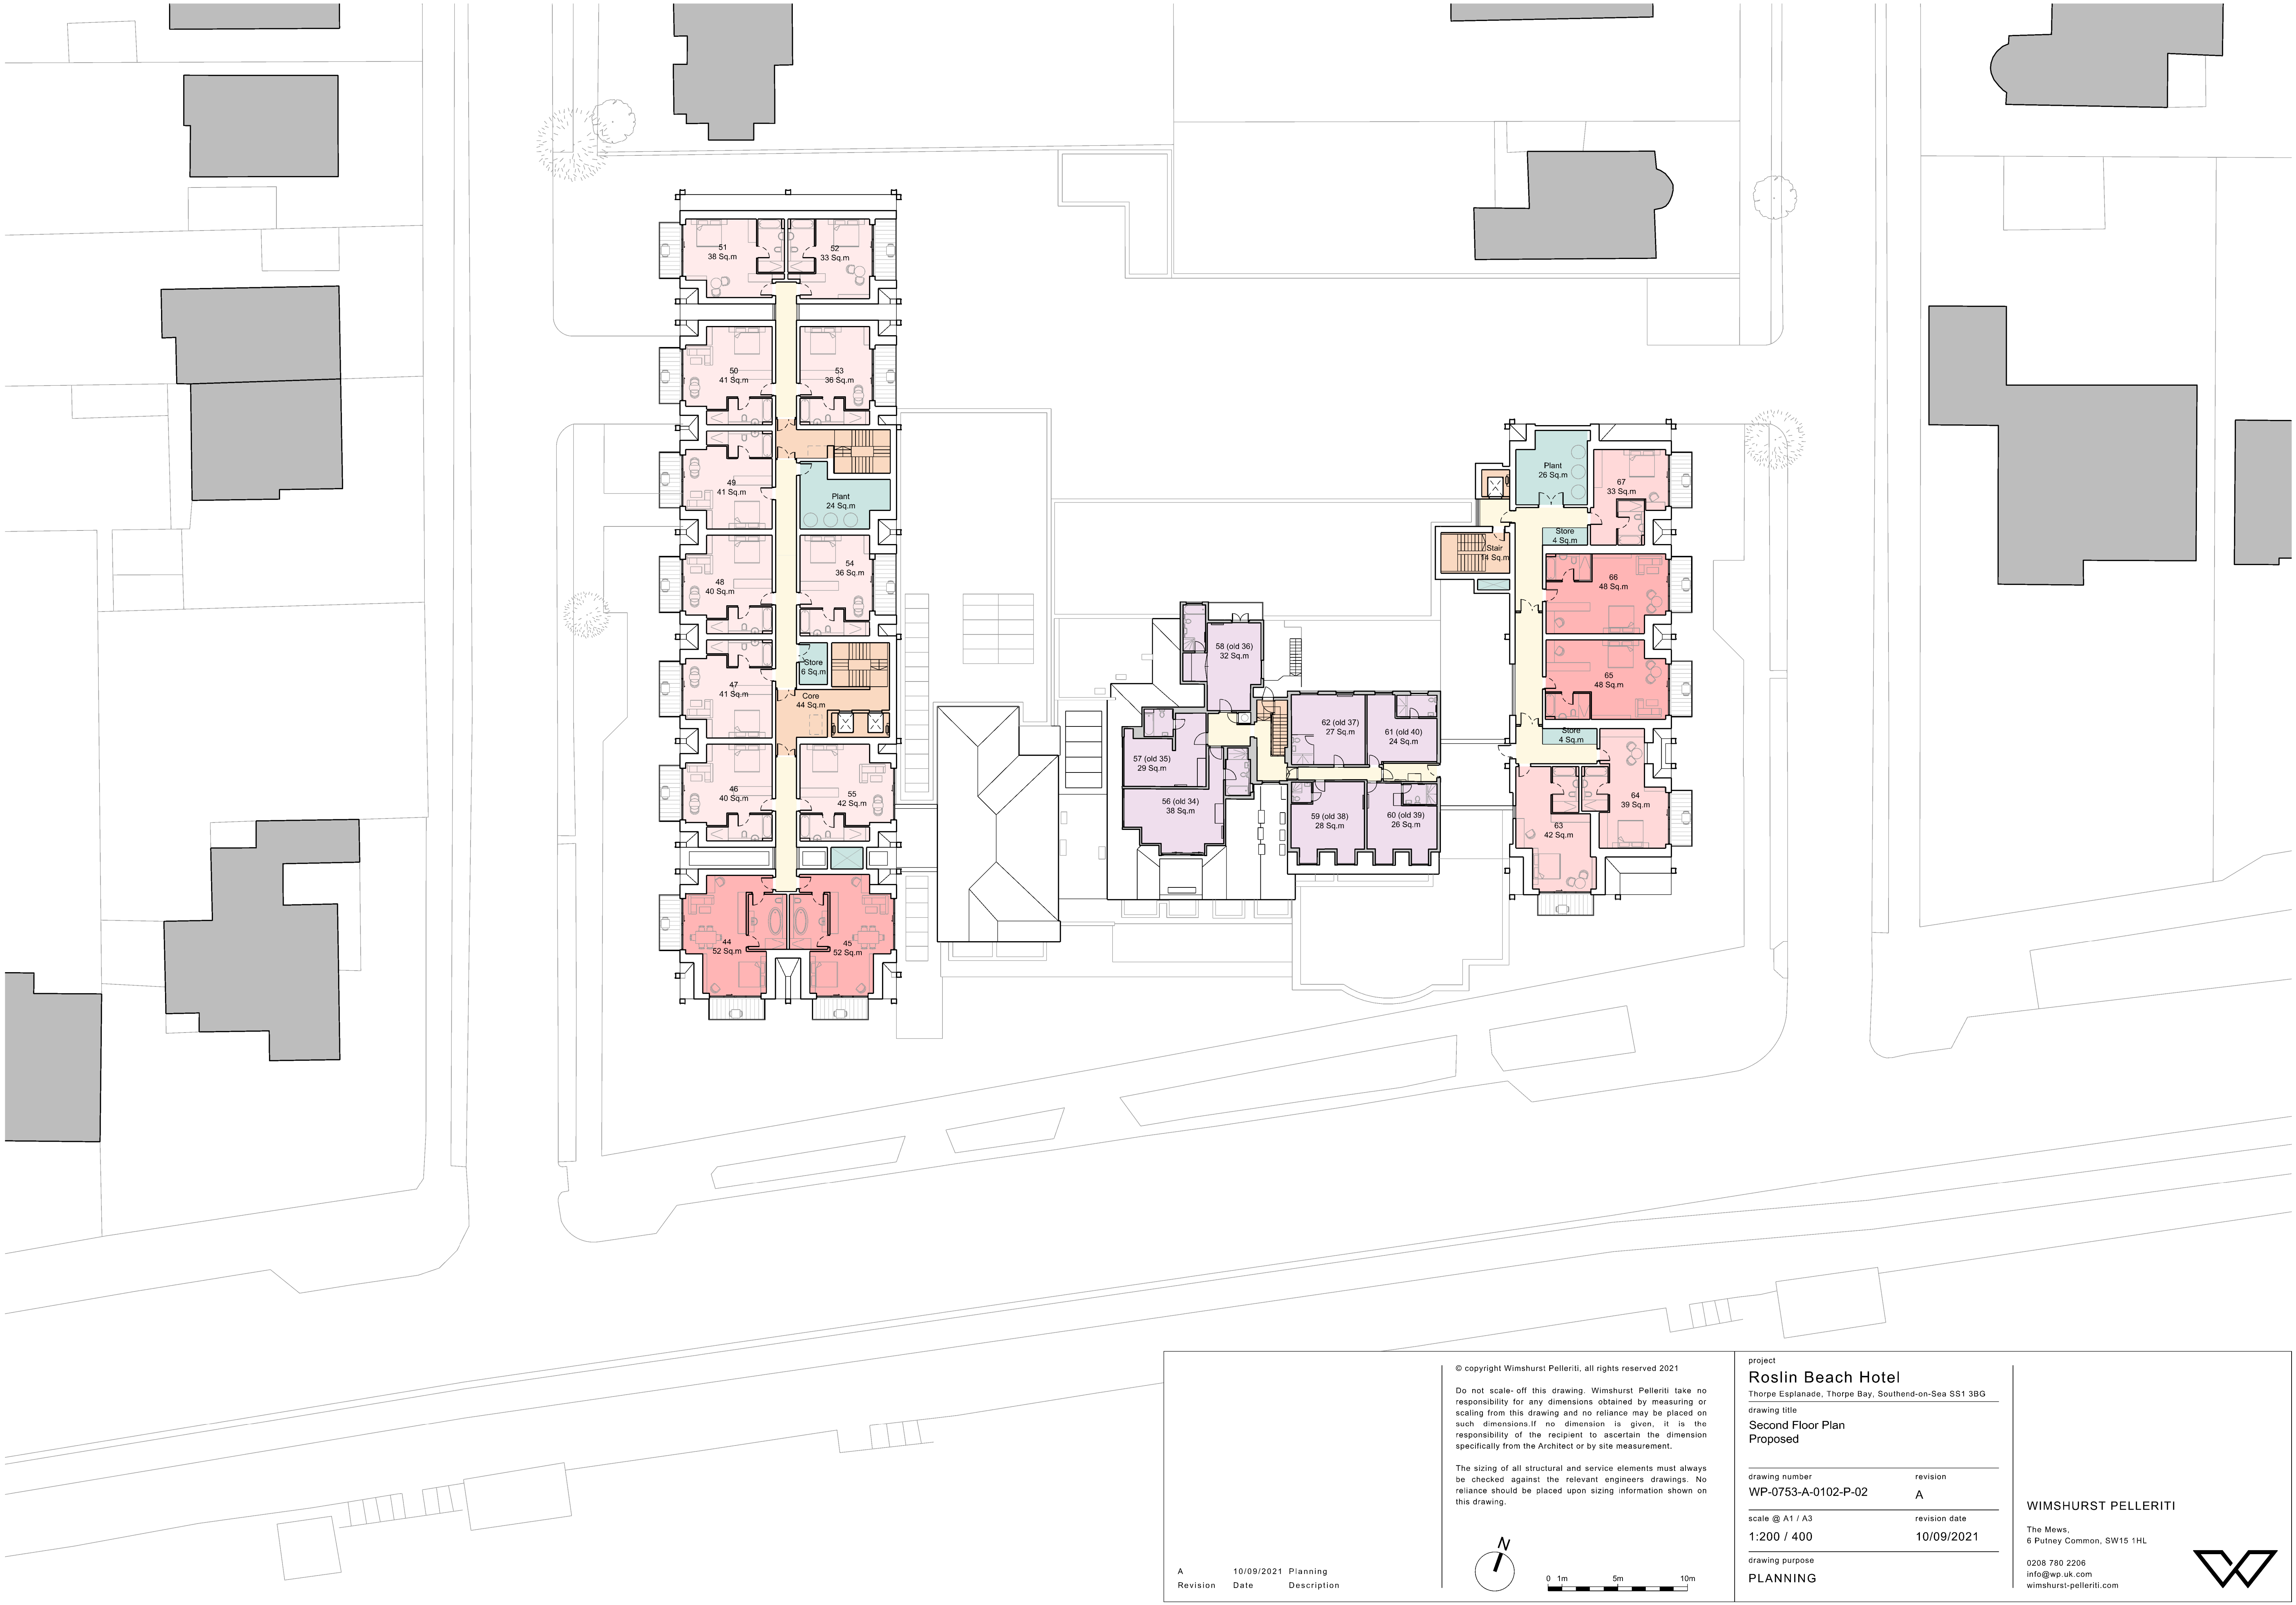 51
38 Sq.m
52
33 Sq.m
50
41 Sq.m
53
36 Sq.m
49
41 Sq.m
Plant
24 Sq.m
48
40 Sq.m
54
36 Sq.m
47
41 Sq.m
Store
6 Sq.m
Core
44 Sq.m
46
40 Sq.m
55
42 Sq.m
44
52 Sq.m
45
52 Sq.m
58 (old 36)
32 Sq.m
57 (old 35)
29 Sq.m
56 (old 34)
38 Sq.m
62 (old 37)
27 Sq.m
61 (old 40)
24 Sq.m
59 (old 38)
28 Sq.m
60 (old 39)
26 Sq.m
Plant
26 Sq.m
67
33 Sq.m
Store
4 Sq.m
Stair
14 Sq.m
66
48 Sq.m
65
48 Sq.m
Store
4 Sq.m
64
39 Sq.m
63
42 Sq.m
A 10/09/2021 Planning
Revision Date Description
© copyright Wimshurst Pelleriti, all rights reserved 2021
Do not scale- off this drawing. Wimshurst Pelleriti take no
responsibility for any dimensions obtained by measuring or
scaling from this drawing and no reliance may be placed on
such dimensions.If no dimension is given, it is the
responsibility of the recipient to ascertain the dimension
specifically from the Architect or by site measurement.
The sizing of all structural and service elements must always
be checked against the relevant engineers drawings. No
reliance should be placed upon sizing information shown on
this drawing.
N
0 1m 5m 10m
project
Roslin Beach Hotel
Thorpe Esplanade, Thorpe Bay, Southend-on-Sea SS1 3BG
drawing title
Second Floor Plan
Proposed
drawing number revision
WP-0753-A-0102-P-02 A
scale @ A1 / A3 revision date
1:200 / 400 10/09/2021
drawing purpose
PLANNING
WIMSHURST PELLERITI
The Mews,
6 Putney Common, SW15 1HL
0208 780 2206
info@wp.uk.com
wimshurst-pelleriti.com